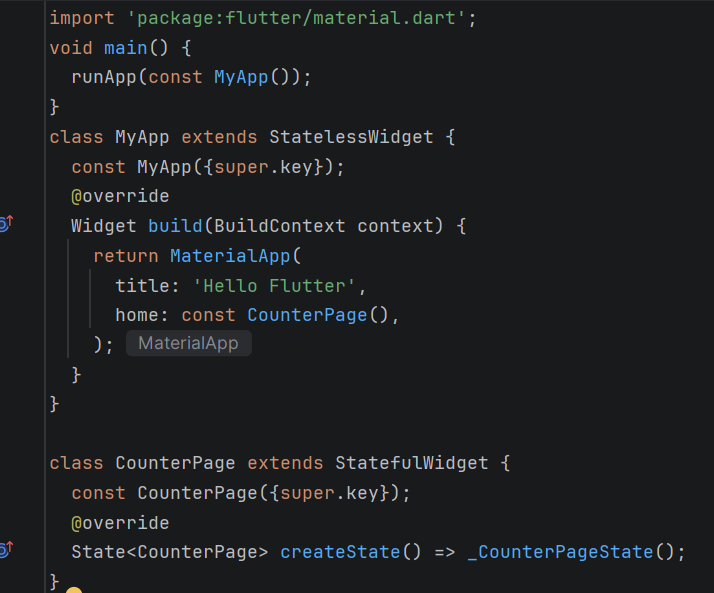 import 'package:flutter/material.dart';
void main() {
  runApp(const MyApp());
}
class MyApp extends StatelessWidget {
  const MyApp({super.key});
  @override
  Widget build(BuildContext context) {
    return MaterialApp(
      title: 'Hello Flutter',
      home: const CounterPage(),
    ); MaterialApp
  }
}

class CounterPage extends StatefulWidget {
  const CounterPage({super.key});
  @override
  State<CounterPage> createState() => _CounterPageState();
}